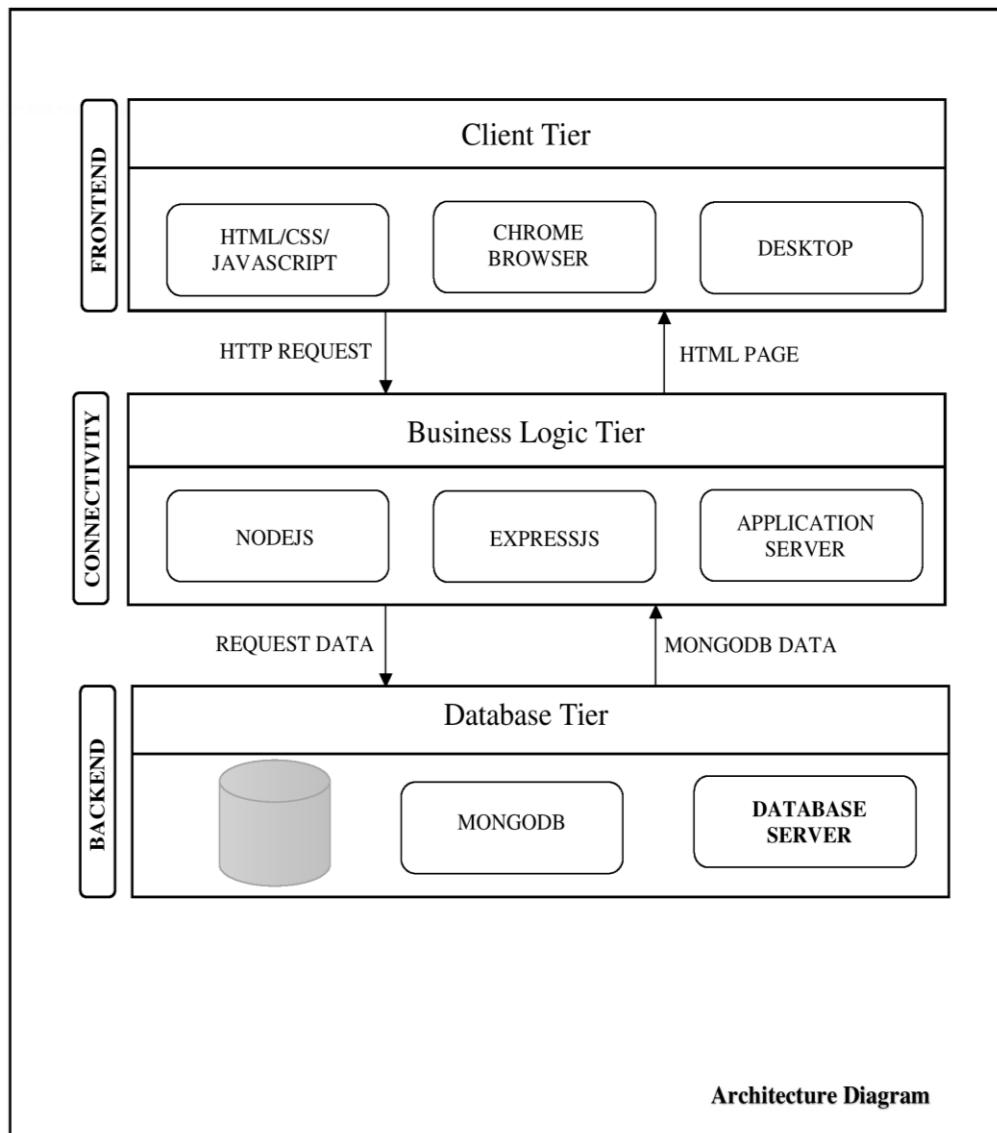 FRONTEND
Client Tier
HTML/CSS/
JAVASCRIPT
CHROME
BROWSER
DESKTOP
HTTP REQUEST
HTML PAGE
CONNECTIVITY
Business Logic Tier
NODEJS
EXPRESSJS
APPLICATION
SERVER
REQUEST DATA
MONGODB DATA
BACKEND
Database Tier
MONGODB
DATABASE
SERVER
Architecture Diagram